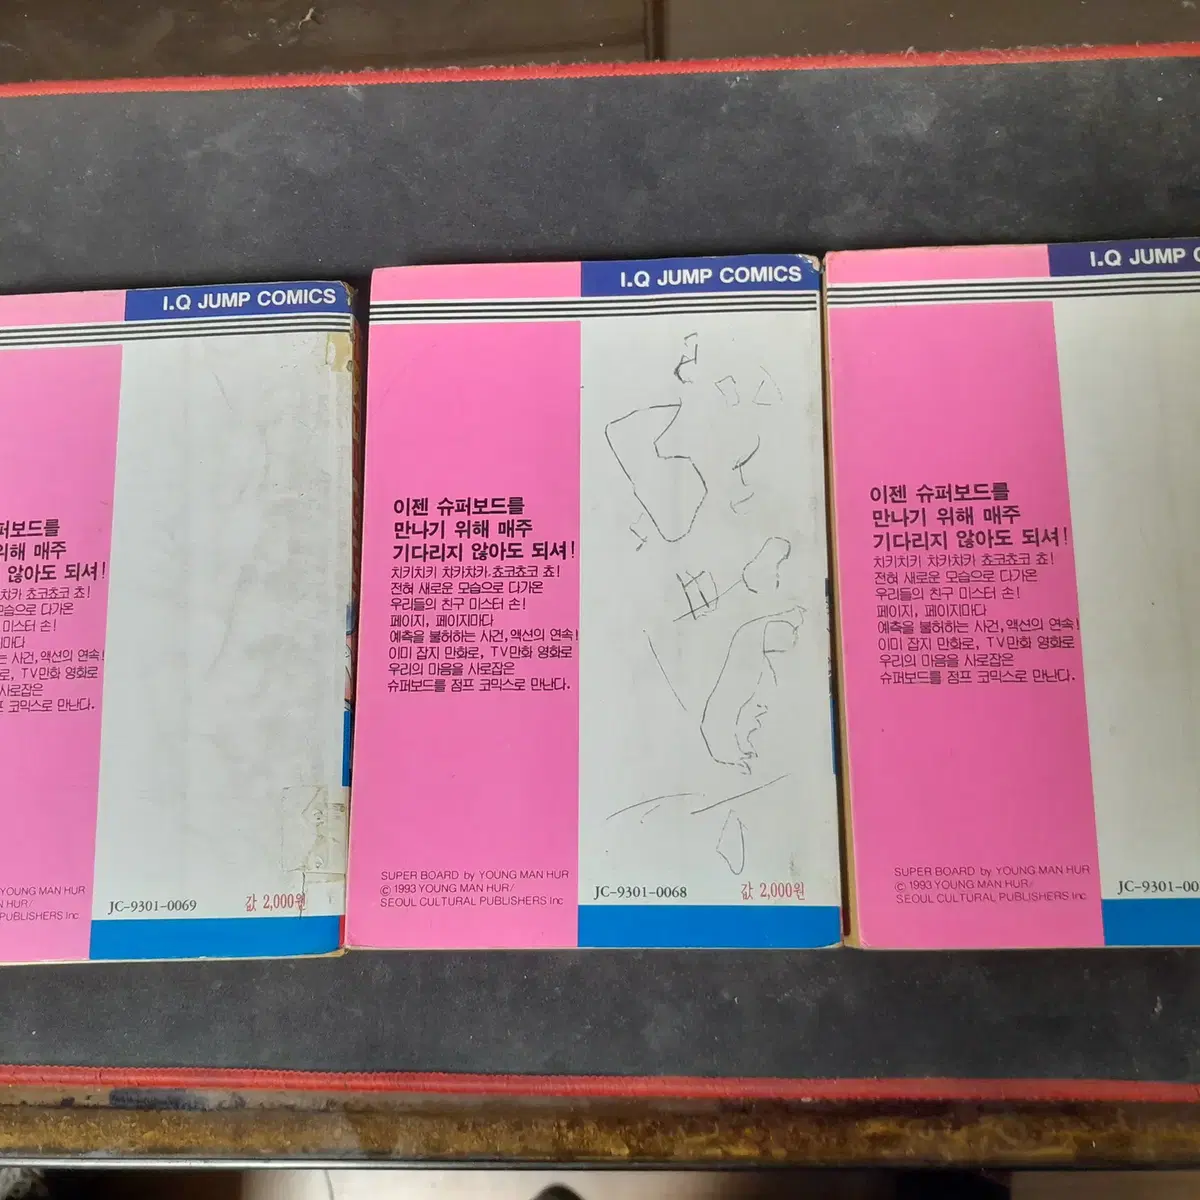 I.Q JUMP COMICS
퍼보드를
위해 매주
않아도 되셔!
챠카 쵸코쵸코 쵸!
모습으로 다가온
미스터 손!
지마다
는 사건, 액션의 연속!
로, TV만화 영화로
사로잡은
프 코믹스로 만난다.
YOUNG MAN HUR
N HUR/
PUBLISHERS Inc
JC-9301-0069
값 2,000원
I.Q JUMP COMICS
이젠 슈퍼보드를
만나기 위해 매주
기다리지 않아도 되셔!
치키치키 챠카챠카 쵸코쵸코 쵸!
전혀 새로운 모습으로 다가온
우리들의 친구 미스터 손!
페이지, 페이지마다
예측을 불허하는 사건, 액션의 연속!
이미 잡지 만화로, TV만화 영화로
우리의 마음을 사로잡은
슈퍼보드를 점프 코믹스로 만난다.
SUPER BOARD by YOUNG MAN HUR
© 1993 YOUNG MAN HUR/
SEOUL CULTURAL PUBLISHERS Inc
JC-9301-0068
값 2,000원
I.Q JUMP
이젠 슈퍼보드를
만나기 위해 매주
기다리지 않아도 되셔!
치키치키 챠카챠카 쵸코쵸코 쵸!
전혀 새로운 모습으로 다가온
우리들의 친구 미스터 손!
페이지, 페이지마다
예측을 불허하는 사건, 액션의 연속!
이미 잡지 만화로, TV만화 영화로
우리의 마음을 사로잡은
슈퍼보드를 점프 코믹스로 만난다.
SUPER BOARD by YOUNG MAN HUR
© 1993 YOUNG MAN HUR/
SEOUL CULTURAL PUBLISHERS Inc
JC-9301-00